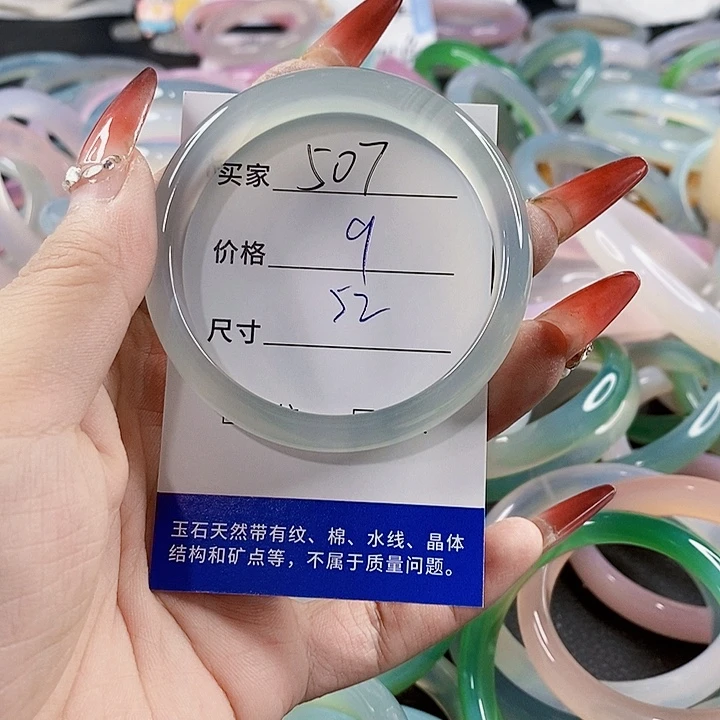 买家 507
价格 9
尺寸 52
玉石天然带有纹、棉、水线、晶体
结构和矿点等，不属于质量问题。